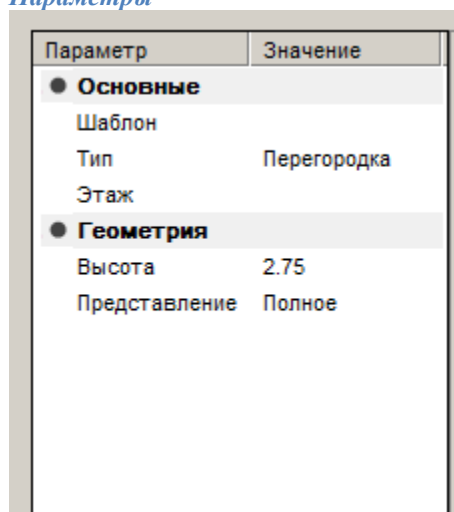 Параметры
Параметр Значение
Основные
Шаблон
Тип Перегородка
Этаж
Геометрия
Высота 2.75
Представление Полное